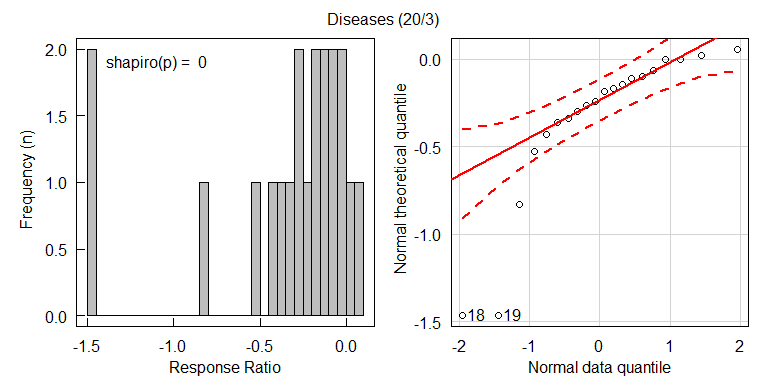 Diseases (20/3)
shapiro(p) = 0
Frequency (n)
2.0
1.5
1.0
0.5
0.0
-1.5 -1.0 -0.5 0.0
Response Ratio
Normal theoretical quantile
0.0
-0.5
-1.0
-1.5
18 19
-2 -1 0 1 2
Normal data quantile